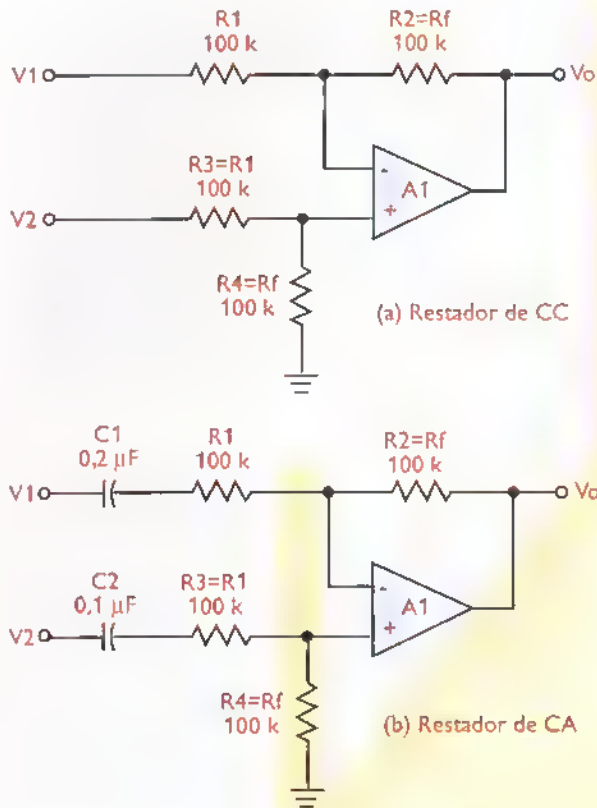 R1
100 k
R2=Rf
100 k
V1
Vo
R3=R1
100 k
-
A1
+
V2
R4=Rf
100 k
(a) Restador de CC
C1
0,2 µF
R1
100 k
R2=Rf
100 k
V1
Vo
C2
0,1 µF
R3=R1
100 k
-
A1
+
V2
R4=Rf
100 k
(b) Restador de CA